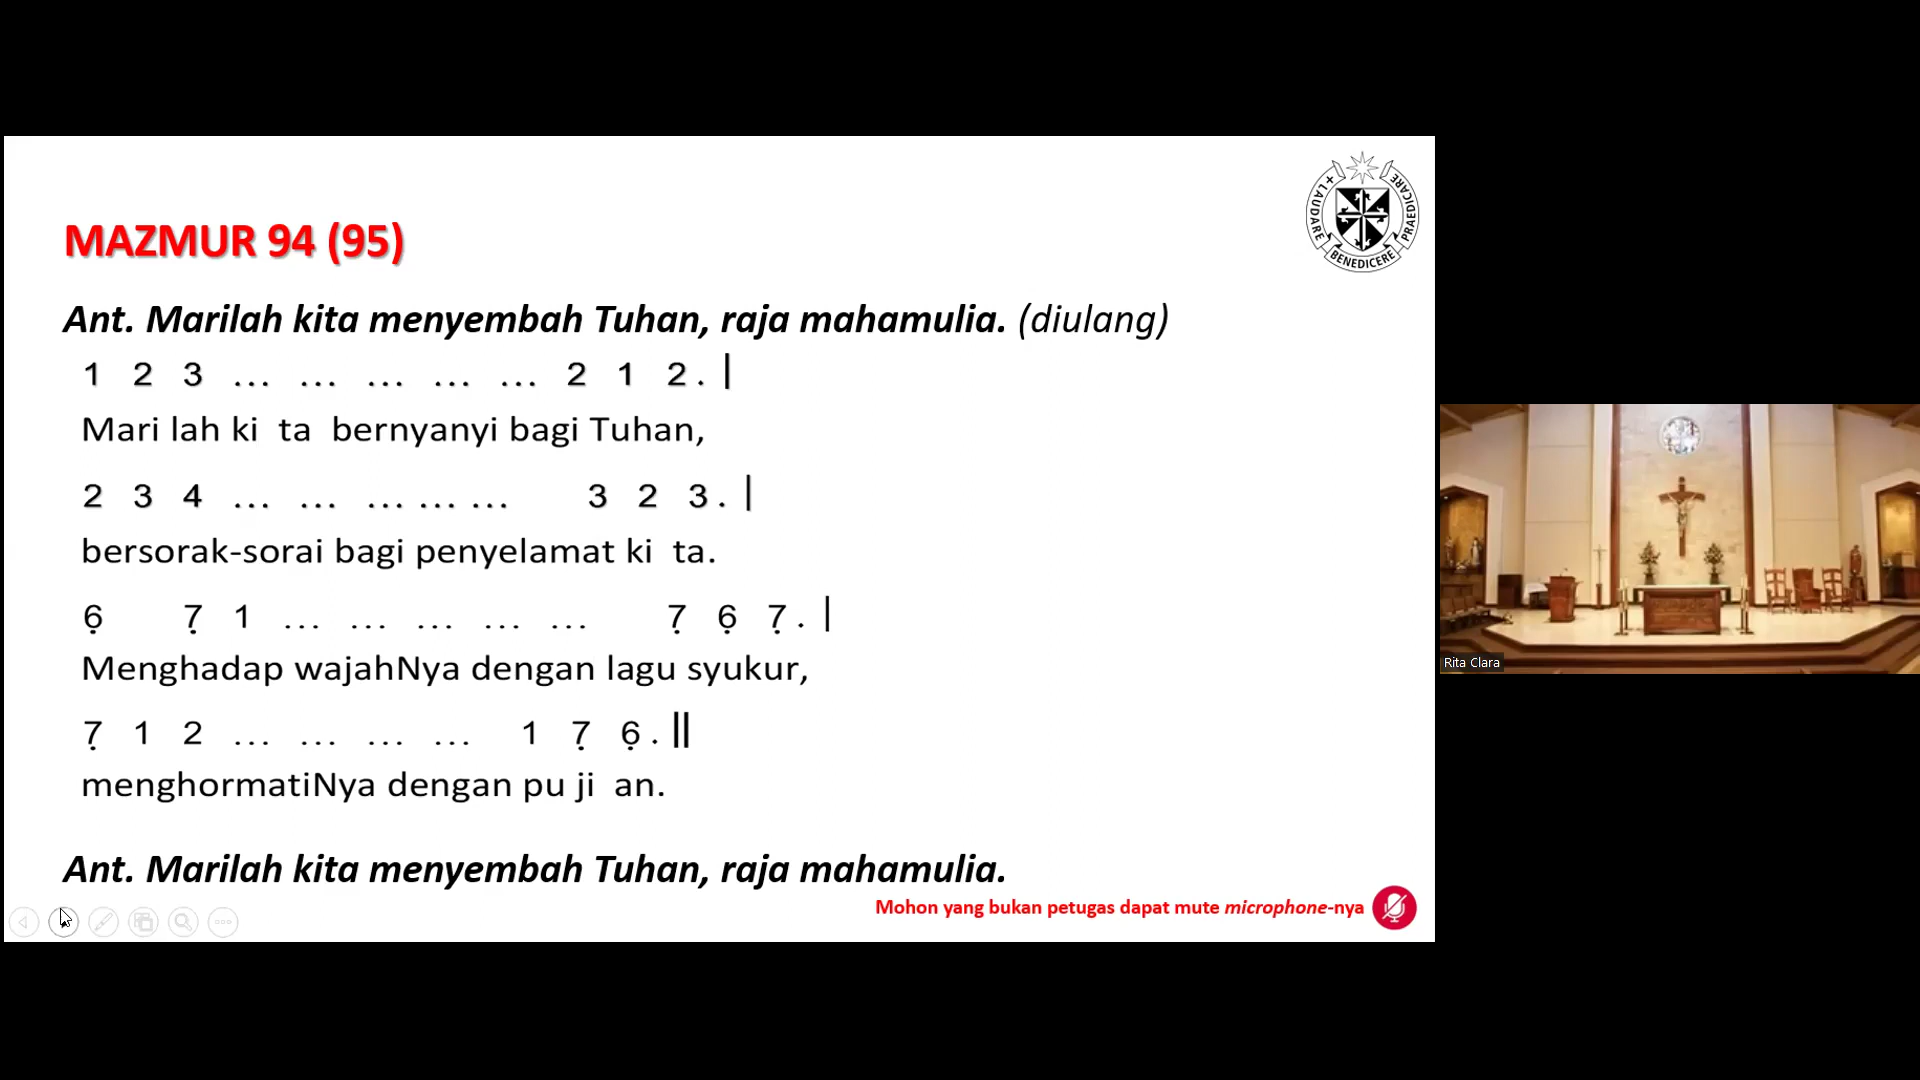 MAZMUR 94 (95)
+ LAUDARE
BENEDICERE
PRAEDICARE
Ant. Marilah kita menyembah Tuhan, raja mahamulia. (diulang)
1 2 3 ... ... ... ... ... 2 1 2 . |
Mari lah ki ta bernyanyi bagi Tuhan,
2 3 4 ... ... ... ... ... 3 2 3 . |
bersorak-sorai bagi penyelamat ki ta.
6̣ 7̣ 1 ... ... ... ... ... 7̣ 6̣ 7̣ . |
Menghadap wajahNya dengan lagu syukur,
7̣ 1 2 ... ... ... ... 1 7̣ 6̣ . ||
menghormatiNya dengan pu ji an.
Ant. Marilah kita menyembah Tuhan, raja mahamulia.
Mohon yang bukan petugas dapat mute microphone-nya
Rita Clara